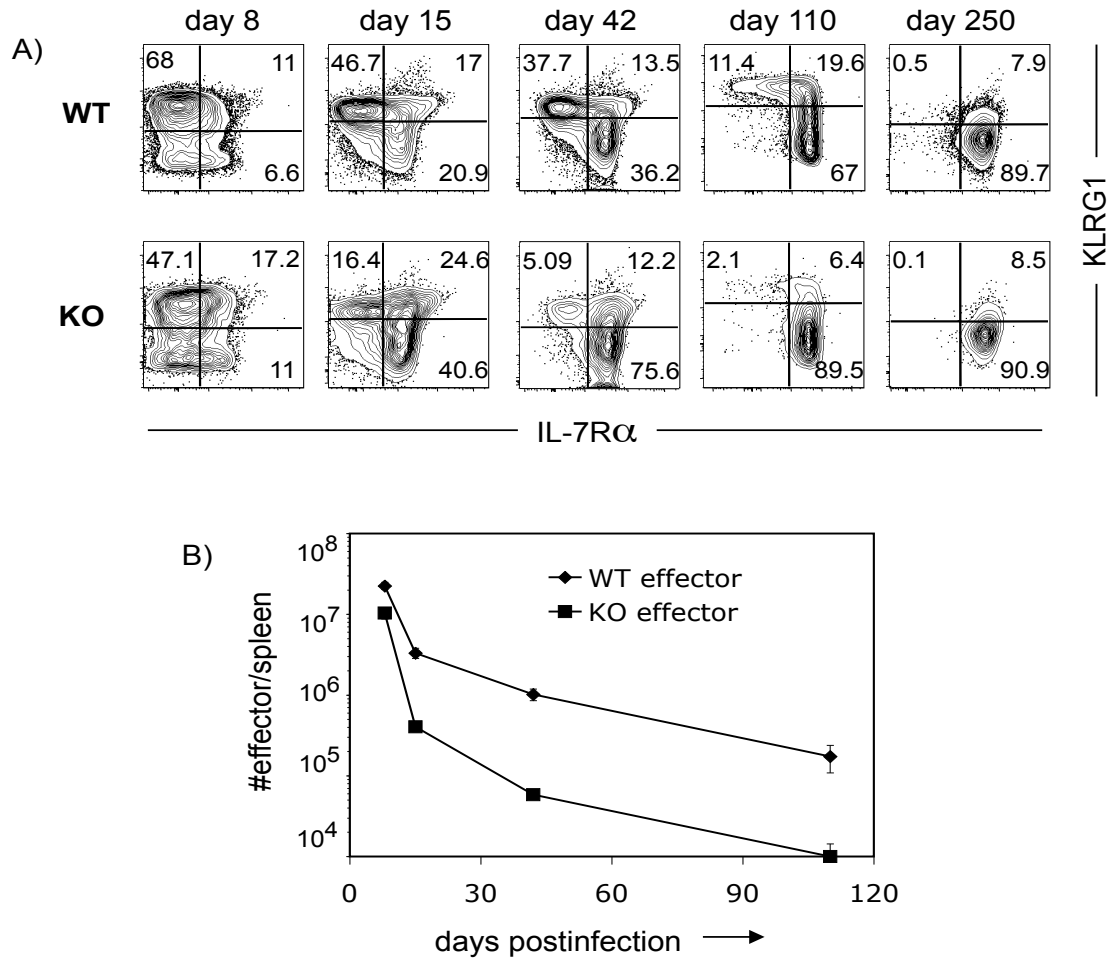 A)
day 8 day 15 day 42 day 110 day 250
WT
68 11 6.6
46.7 17 20.9
37.7 13.5 36.2
11.4 19.6 67
0.5 7.9 89.7
KO
47.1 17.2 11
16.4 24.6 40.6
5.09 12.2 75.6
2.1 6.4 89.5
0.1 8.5 90.9
KLRG1
IL-7Rα
B)
#effector/spleen
10^8
10^7
10^6
10^5
10^4
WT effector
KO effector
0 30 60 90 120
days postinfection